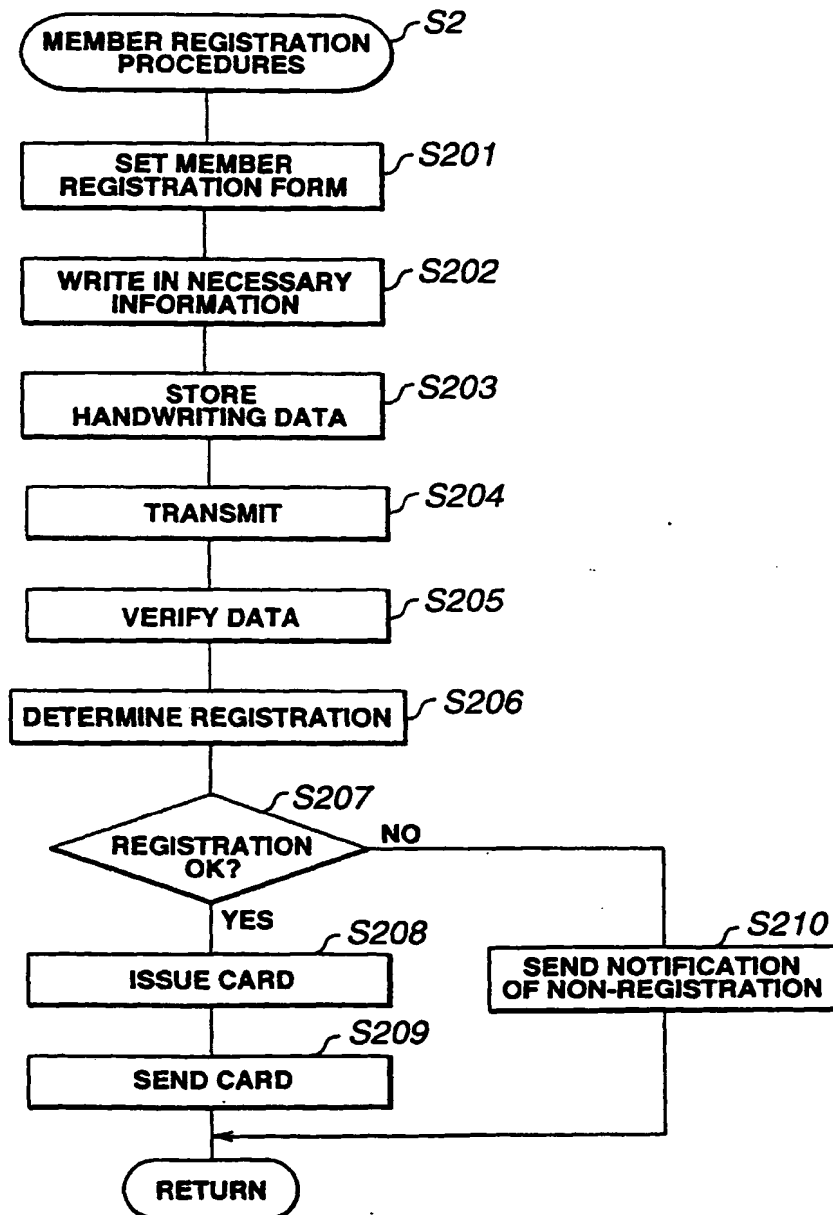 MEMBER REGISTRATION
PROCEDURES
S2
SET MEMBER
REGISTRATION FORM
S201
WRITE IN NECESSARY
INFORMATION
S202
STORE
HANDWRITING DATA
S203
TRANSMIT
S204
VERIFY DATA
S205
DETERMINE REGISTRATION
S206
S207
REGISTRATION
OK?
NO
YES
S208
ISSUE CARD
S210
SEND NOTIFICATION
OF NON-REGISTRATION
S209
SEND CARD
RETURN